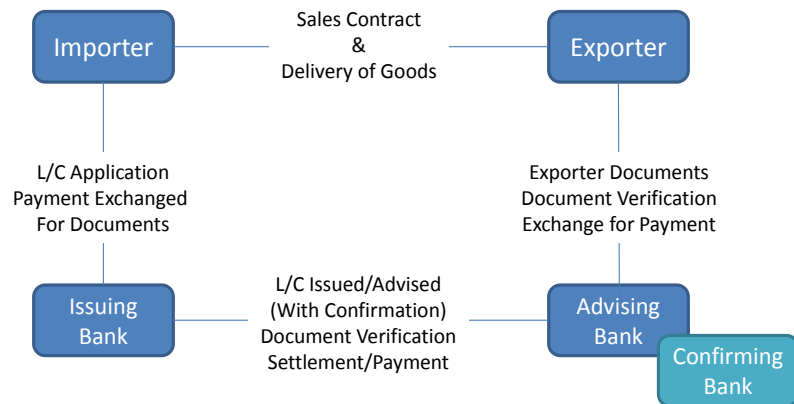 Importer
Sales Contract
&
Delivery of Goods
Exporter
L/C Application
Payment Exchanged
For Documents
Exporter Documents
Document Verification
Exchange for Payment
Issuing
Bank
L/C Issued/Advised
(With Confirmation)
Document Verification
Settlement/Payment
Advising
Bank
Confirming
Bank